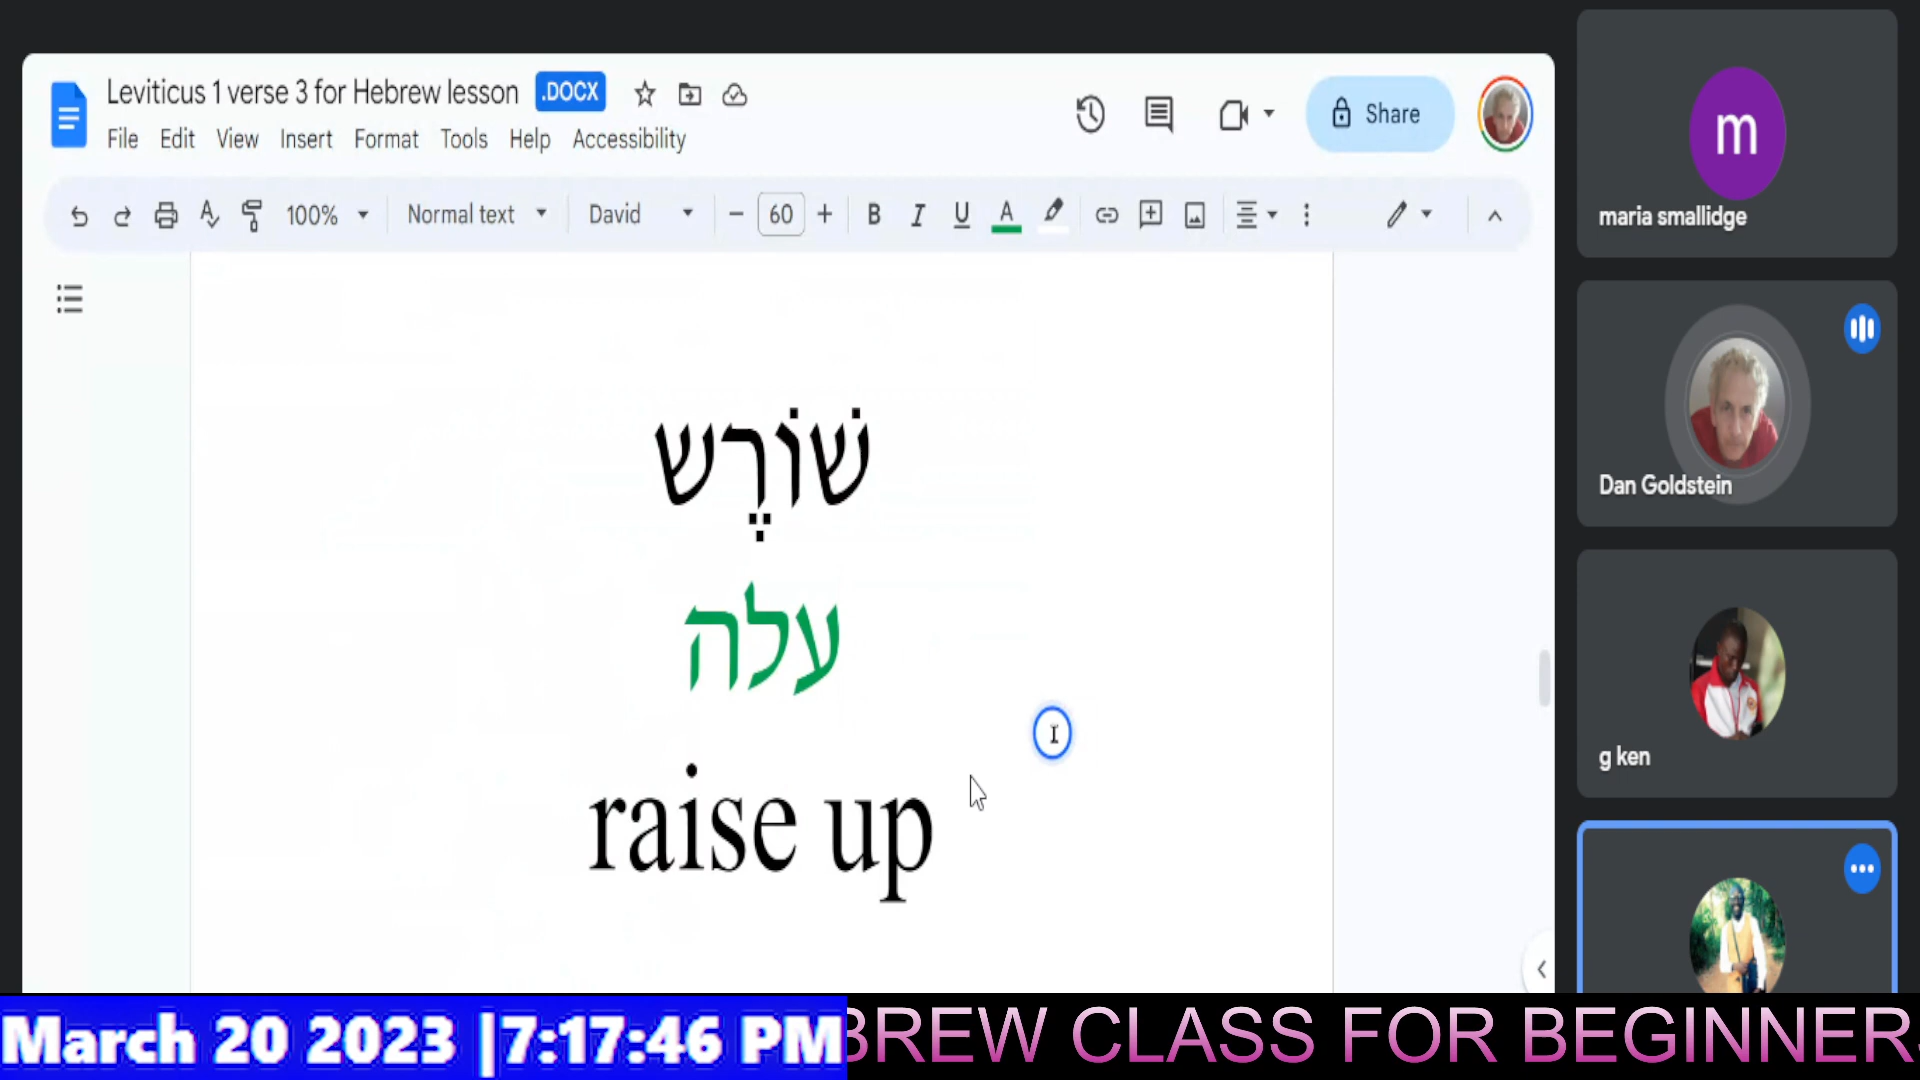 Leviticus 1 verse 3 for Hebrew lesson .DOCX
File Edit View Insert Format Tools Help Accessibility
Share
100% Normal text David − 60 + B I U A
שׁוֹרֶש
עלה
raise up
m
maria smallidge
Dan Goldstein
g ken
March 20 2023 |7:17:46 PM
BREW CLASS FOR BEGINNERS